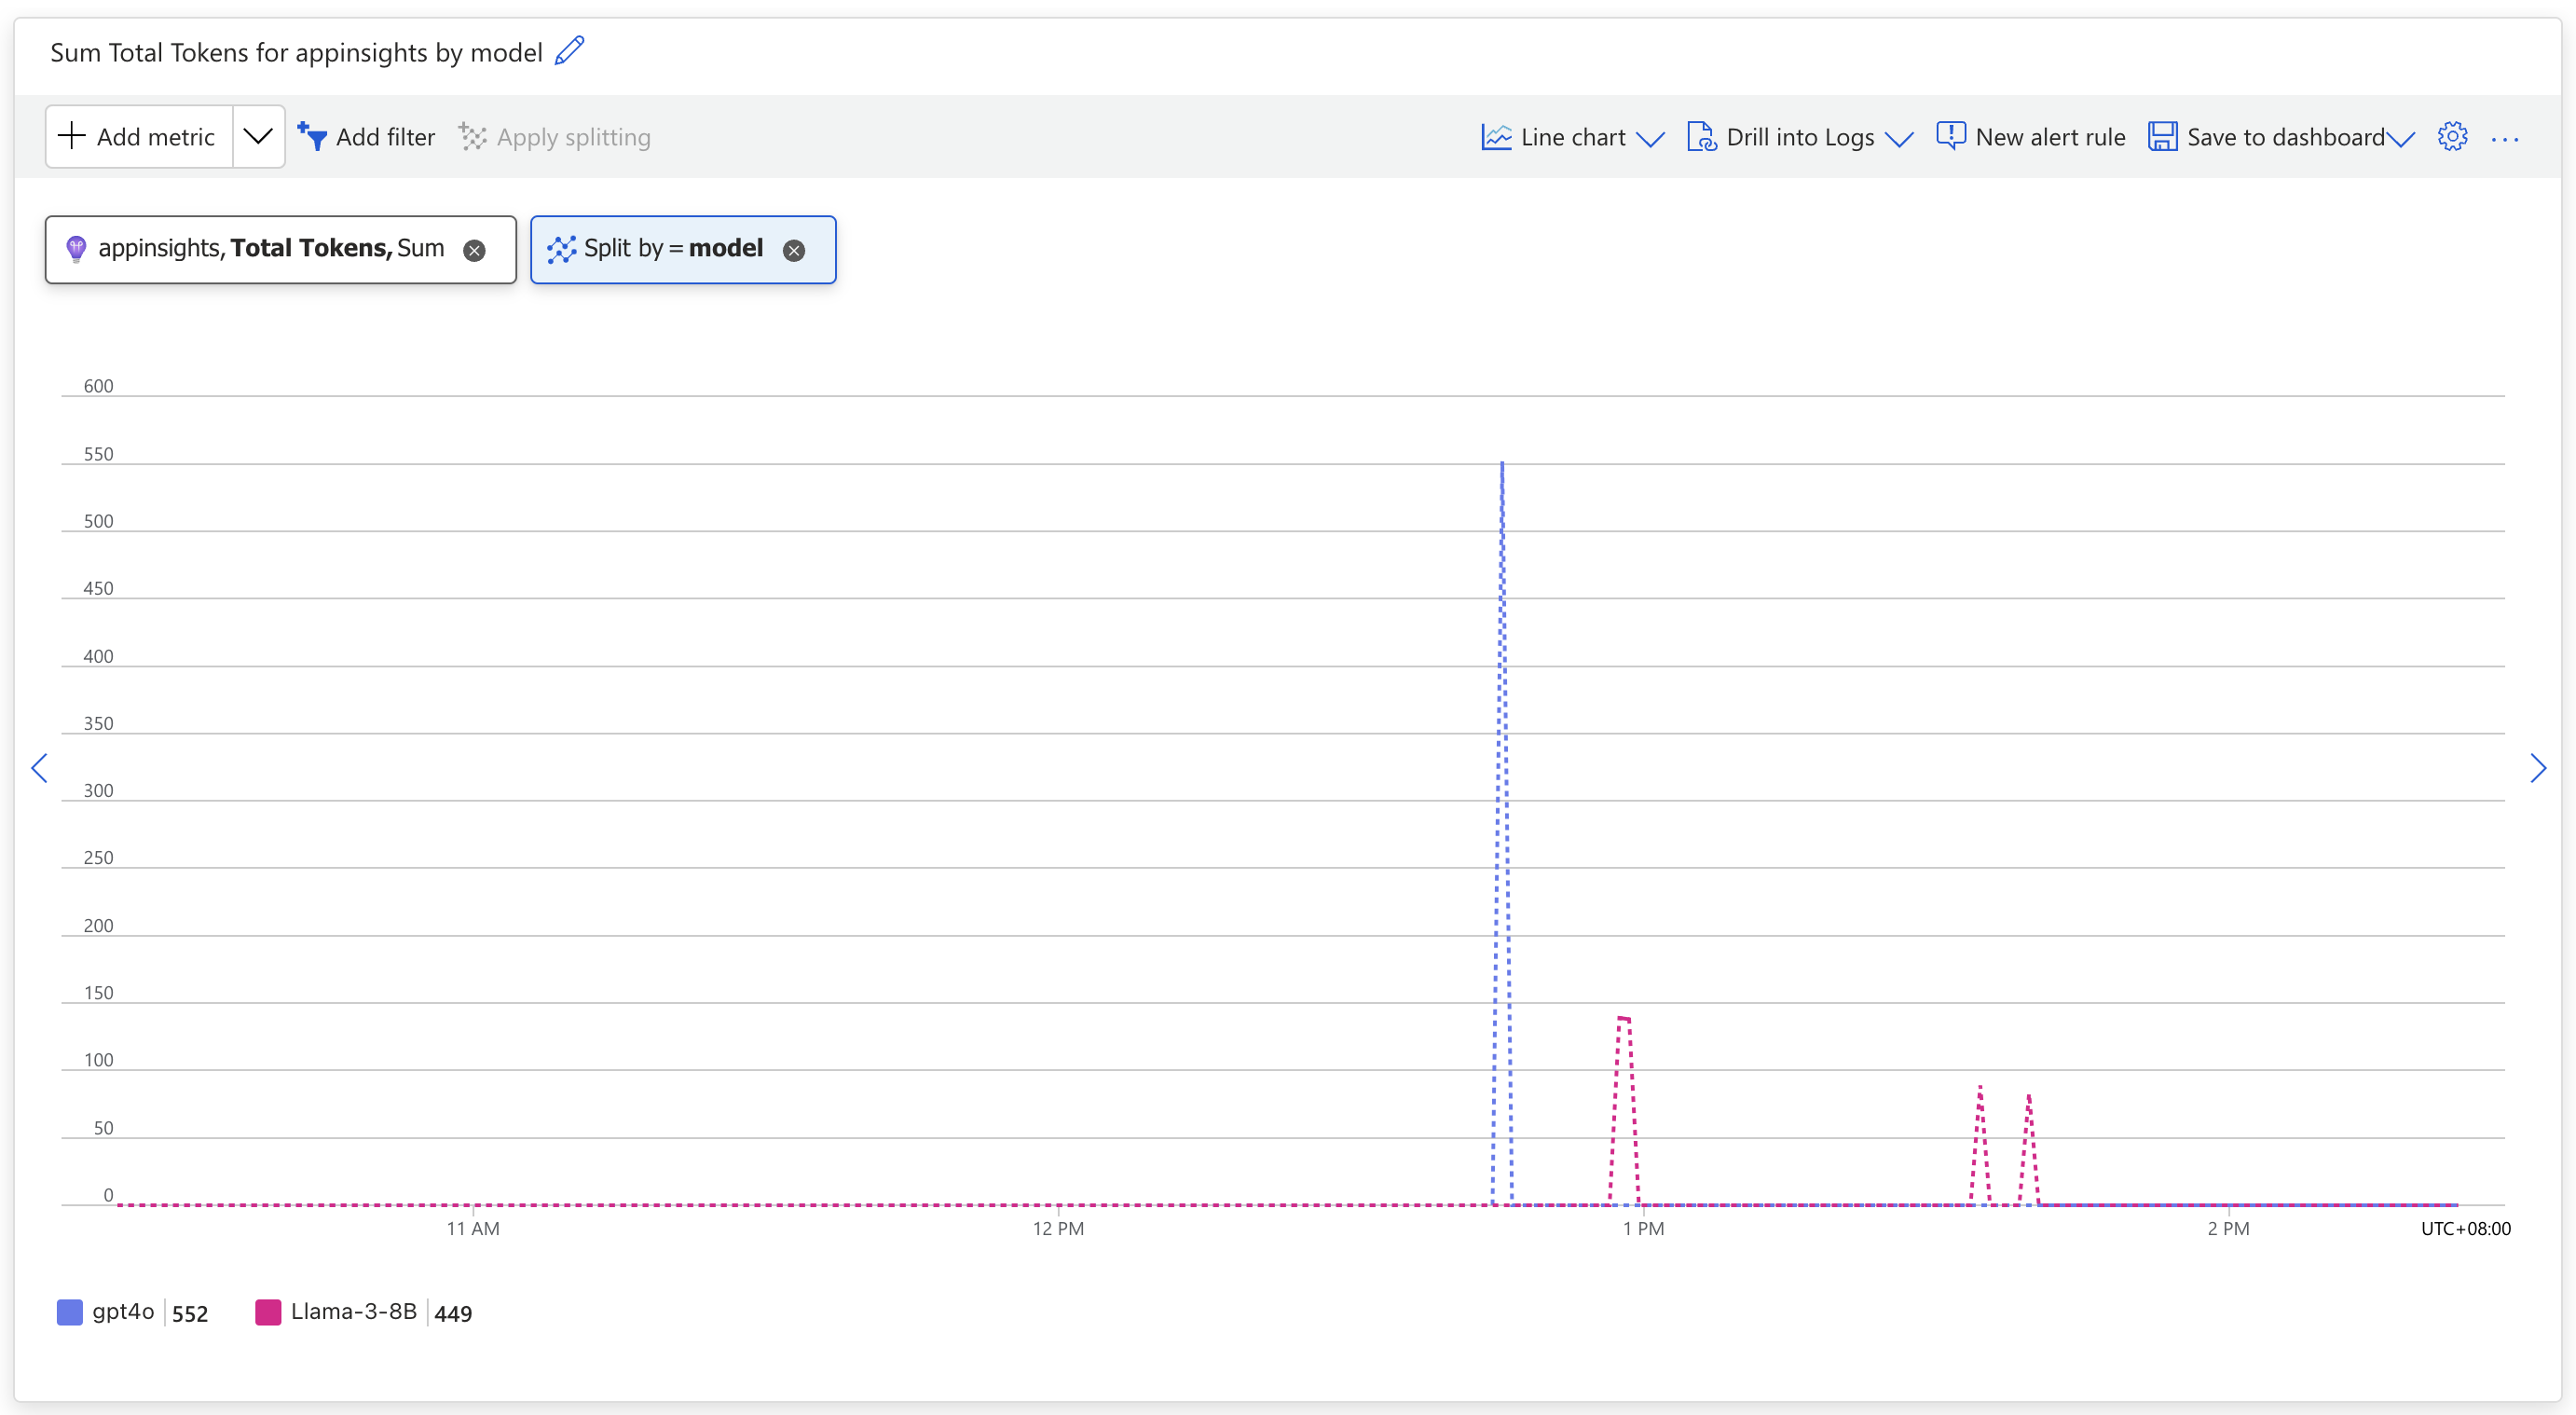 Sum Total Tokens for appinsights by model
Add metric Add filter Apply splitting Line chart Drill into Logs New alert rule Save to dashboard ...
appinsights, Total Tokens, Sum Split by = model
600
550
500
450
400
350
300
250
200
150
100
50
0
11 AM 12 PM 1 PM 2 PM UTC+08:00
gpt4o 552 Llama-3-8B 449